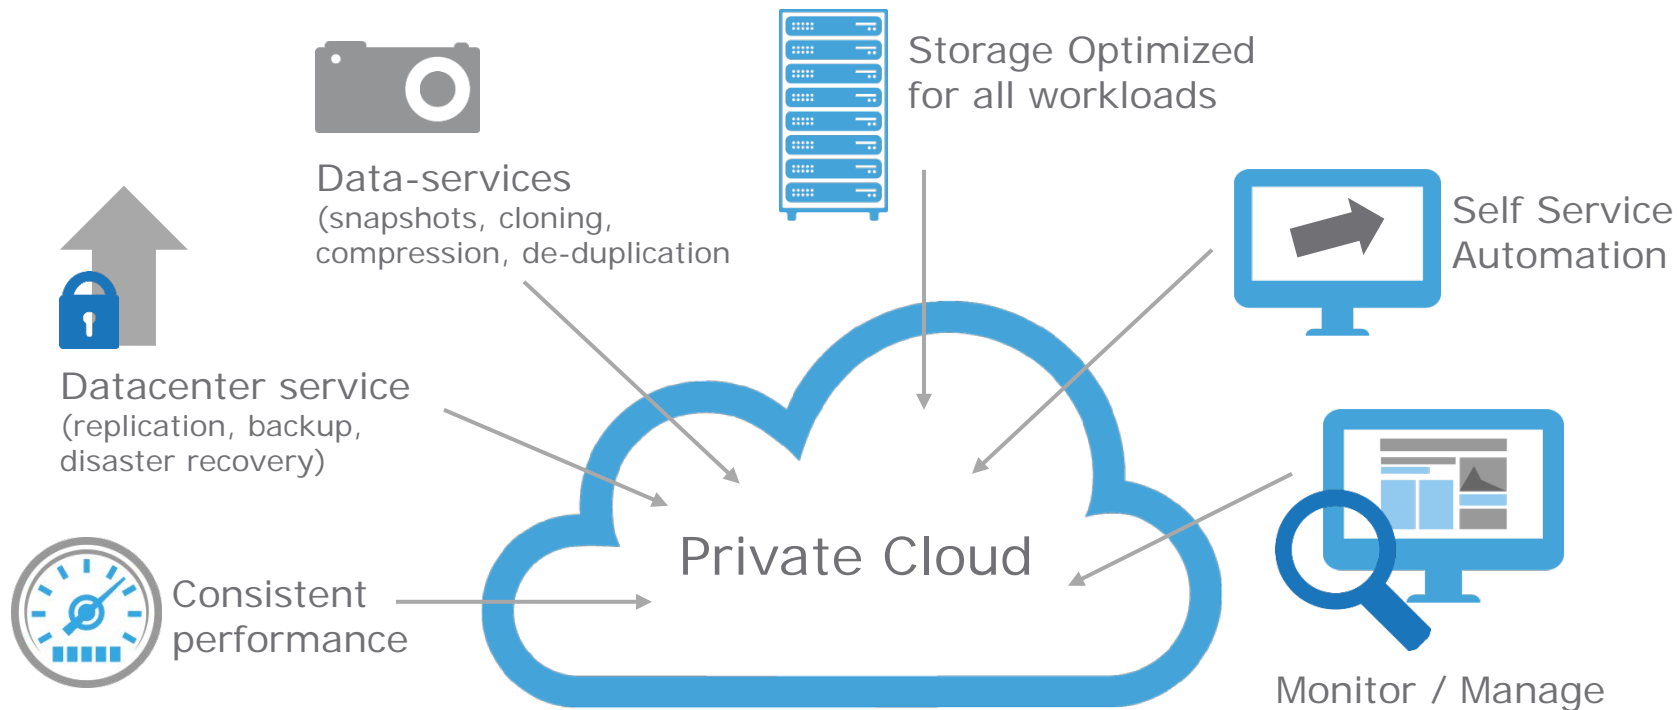 Storage Optimized
for all workloads
Data-services
(snapshots, cloning,
compression, de-duplication
Self Service
Automation
Datacenter service
(replication, backup,
disaster recovery)
Private Cloud
Consistent
performance
Monitor / Manage